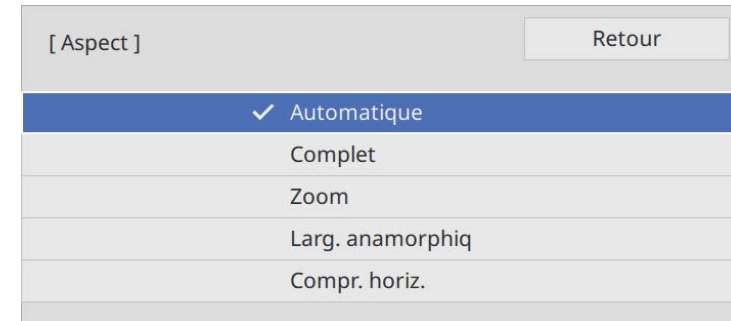 [ Aspect ]
Retour
Automatique
Complet
Zoom
Larg. anamorphiq
Compr. horiz.